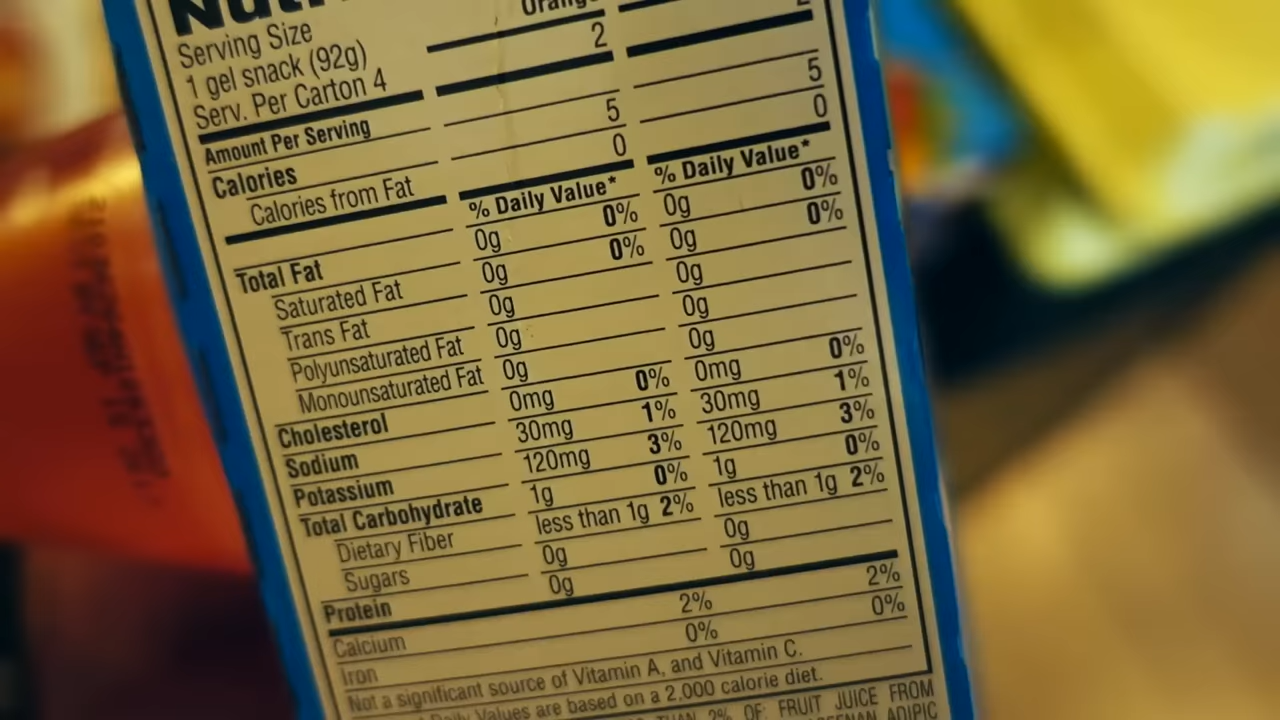 Serving Size
1 gel snack (92g)
Serv. Per Carton 4 2
Amount Per Serving
Calories 5 5
Calories from Fat 0 0
% Daily Value* % Daily Value*
Total Fat 0g 0% 0g 0%
Saturated Fat 0g 0% 0g 0%
Trans Fat 0g 0g
Polyunsaturated Fat 0g 0g
Monounsaturated Fat 0g 0g
Cholesterol 0mg 0% 0mg 0%
Sodium 30mg 1% 30mg 1%
Potassium 120mg 3% 120mg 3%
Total Carbohydrate 1g 0% 1g 0%
Dietary Fiber less than 1g 2% less than 1g 2%
Sugars 0g 0g
Protein 0g 0g
Calcium 2% 2%
Iron 0% 0%
Not a significant source of Vitamin A, and Vitamin C.
Daily Values are based on a 2,000 calorie diet.
THAN 2% OF: FRUIT JUICE FROM
ADIPIC